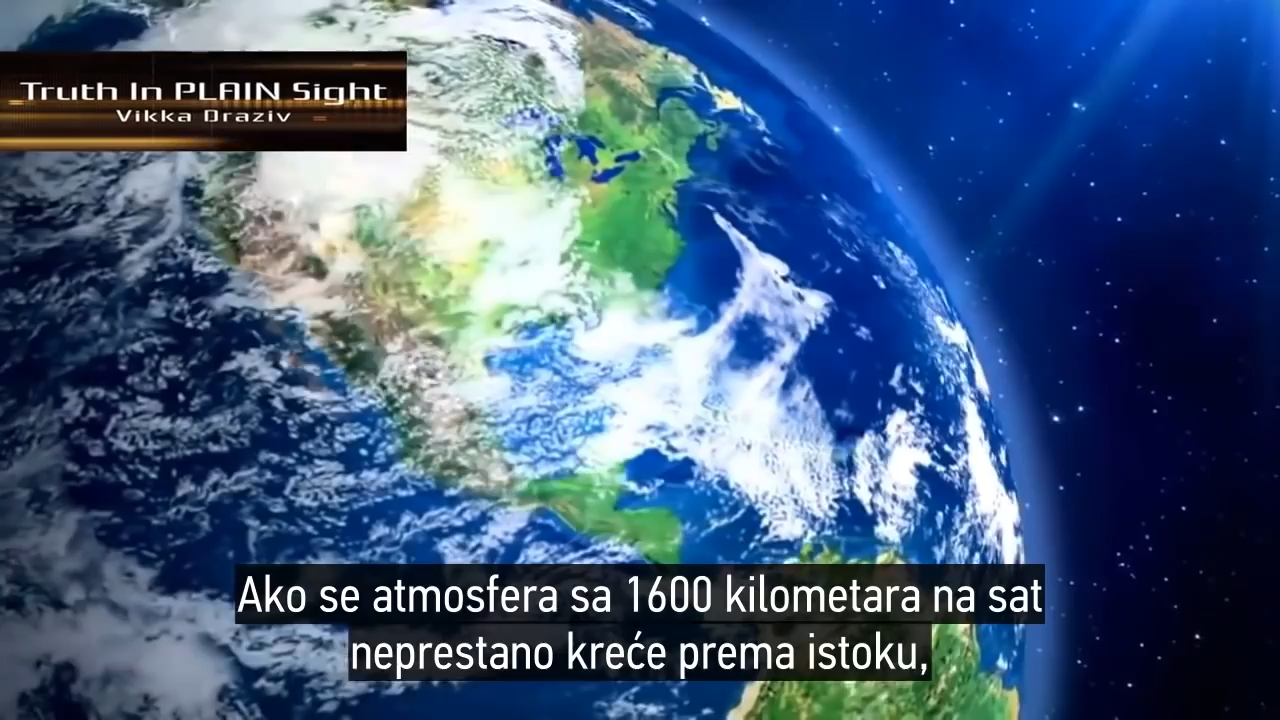 Truth In PLAIN Sight
Vikka Draziv
Ako se atmosfera sa 1600 kilometara na sat
neprestano kreće prema istoku,